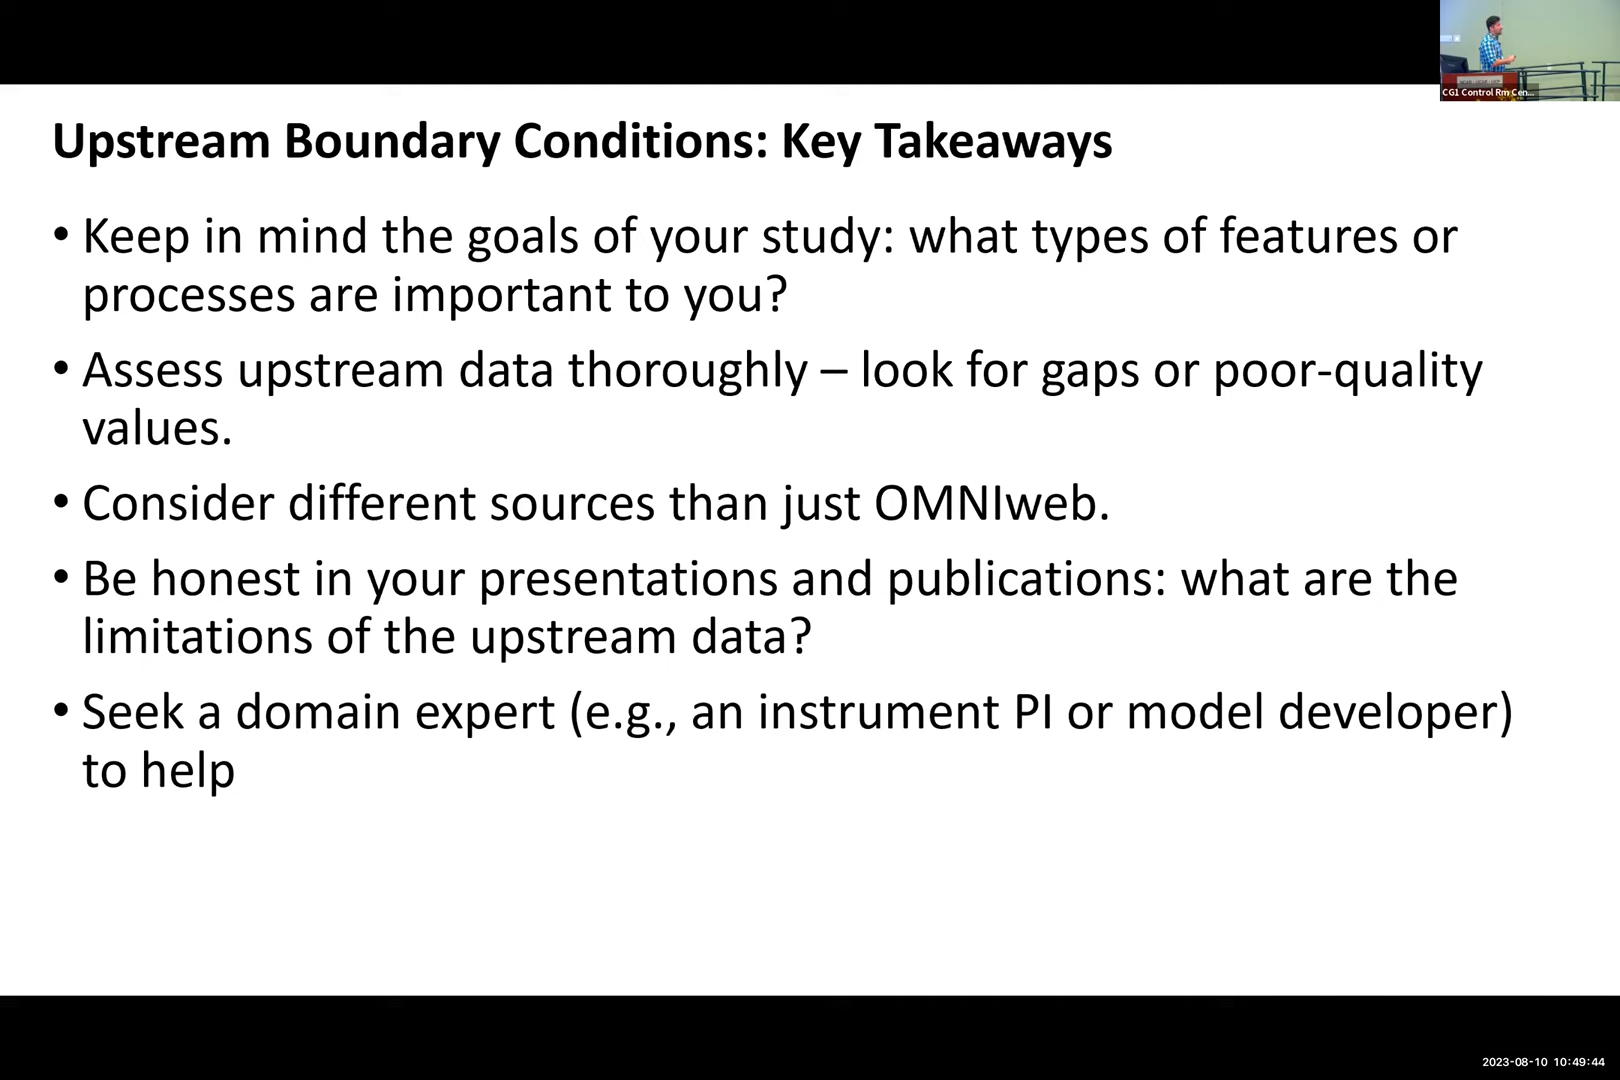 CG1 Control Rm Cen...
Upstream Boundary Conditions: Key Takeaways
• Keep in mind the goals of your study: what types of features or
processes are important to you?
• Assess upstream data thoroughly – look for gaps or poor-quality
values.
• Consider different sources than just OMNIweb.
• Be honest in your presentations and publications: what are the
limitations of the upstream data?
• Seek a domain expert (e.g., an instrument PI or model developer)
to help
2023-08-10 10:49:44